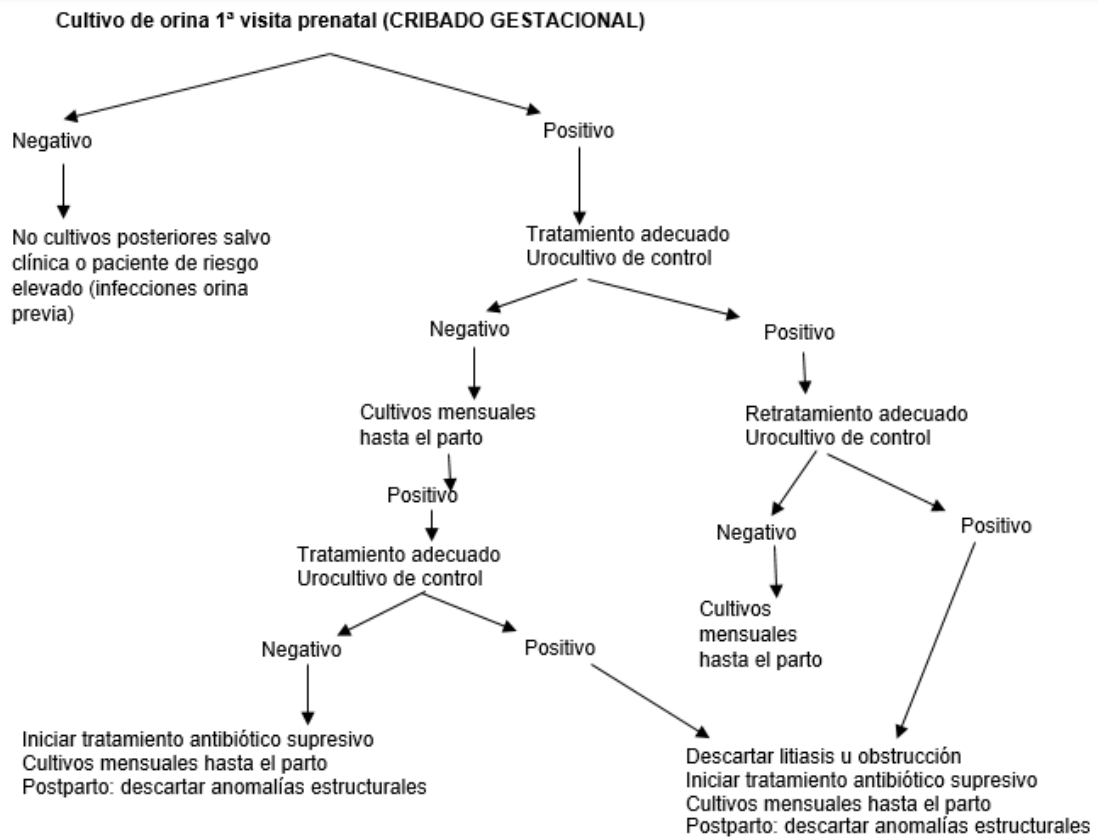 Cultivo de orina 1ª visita prenatal (CRIBADO GESTACIONAL)
Negativo
Positivo
No cultivos posteriores salvo
clínica o paciente de riesgo
elevado (infecciones orina
previa)
Tratamiento adecuado
Urocultivo de control
Negativo
Positivo
Cultivos mensuales
hasta el parto
Retratamiento adecuado
Urocultivo de control
Positivo
Negativo
Positivo
Tratamiento adecuado
Urocultivo de control
Cultivos
mensuales
hasta el parto
Negativo
Positivo
Iniciar tratamiento antibiótico supresivo
Cultivos mensuales hasta el parto
Postparto: descartar anomalías estructurales
Descartar litiasis u obstrucción
Iniciar tratamiento antibiótico supresivo
Cultivos mensuales hasta el parto
Postparto: descartar anomalías estructurales